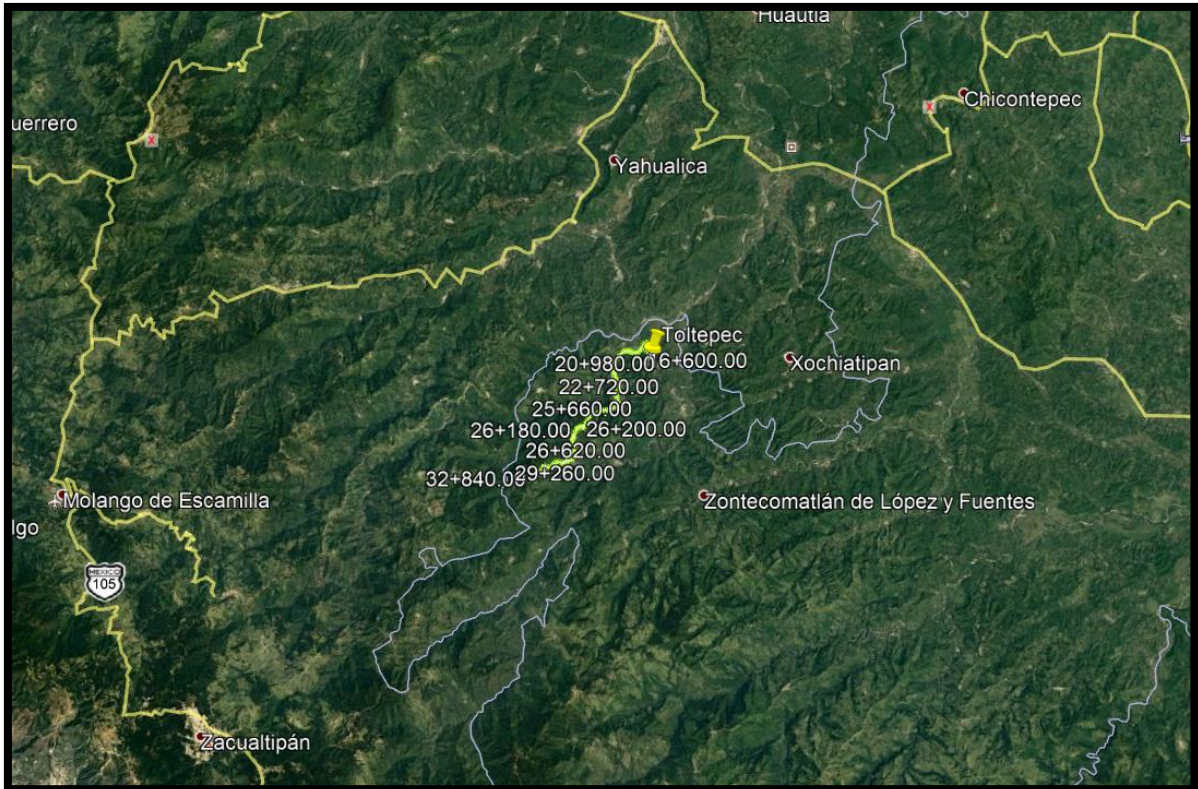 Huautla
Chicontepec
uerrero
Yahualica
Toltepec
20+980.00
6+600.00
Xochiatipan
22+720.00
25+660.00
26+180.00
26+200.00
26+620.00
32+840.0
29+260.00
Molango de Escamilla
Zontecomatlán de López y Fuentes
lgo
MEXICO
105
Zacualtipán